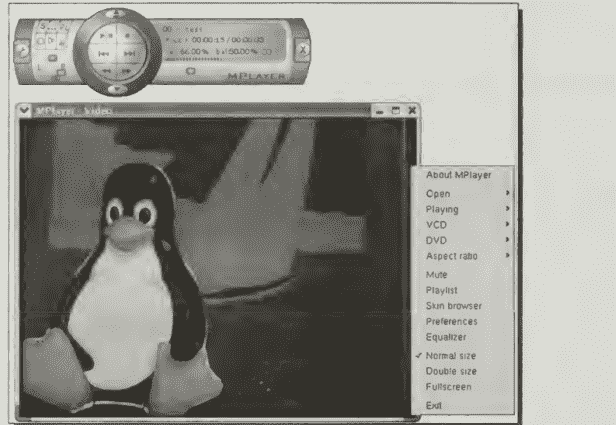 MPLAYER
MPlayer - Video
About MPlayer
Open
Playing
VCD
DVD
Aspect ratio
Mute
Playlist
Skin browser
Preferences
Equalizer
Normal size
Double size
Fullscreen
Exit